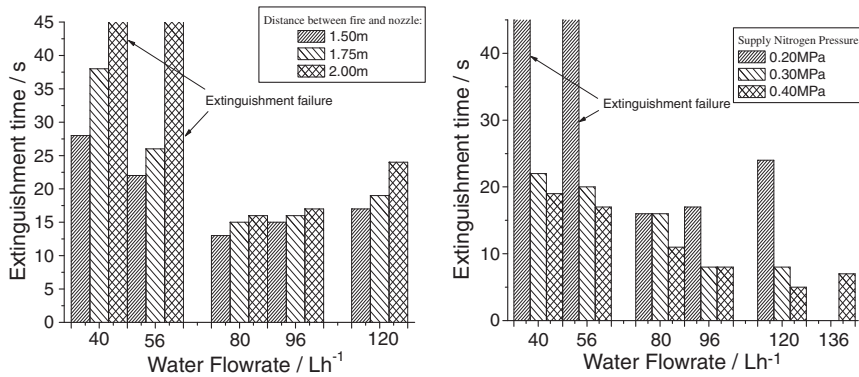 Distance between fire and nozzle:
1.50m
1.75m
2.00m
Extinguishment failure
Extinguishment time / s
45
40
35
30
25
20
15
10
5
0
40 56 80 96 120
Water Flowrate / Lh-1
Supply Nitrogen Pressure
0.20MPa
0.30MPa
0.40MPa
Extinguishment failure
Extinguishment time / s
40
30
20
10
0
40 56 80 96 120 136
Water Flowrate / Lh-1